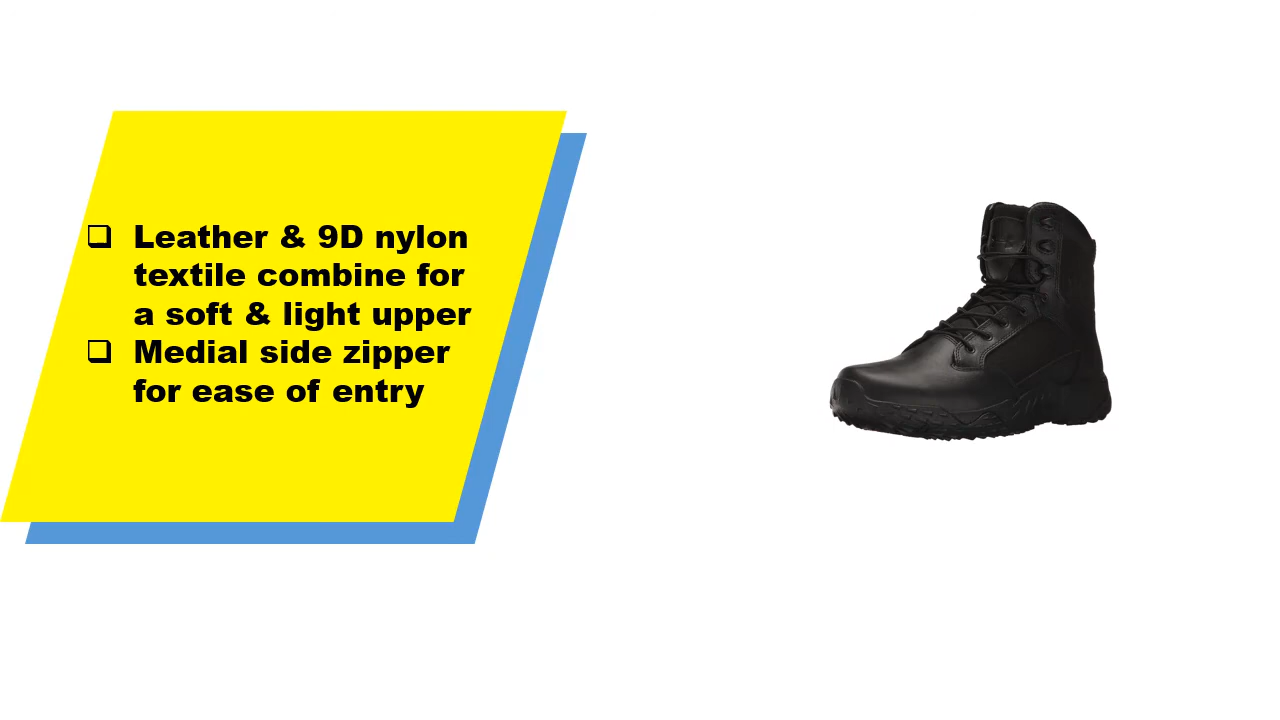 ❑ Leather & 9D nylon
textile combine for
a soft & light upper
❑ Medial side zipper
for ease of entry